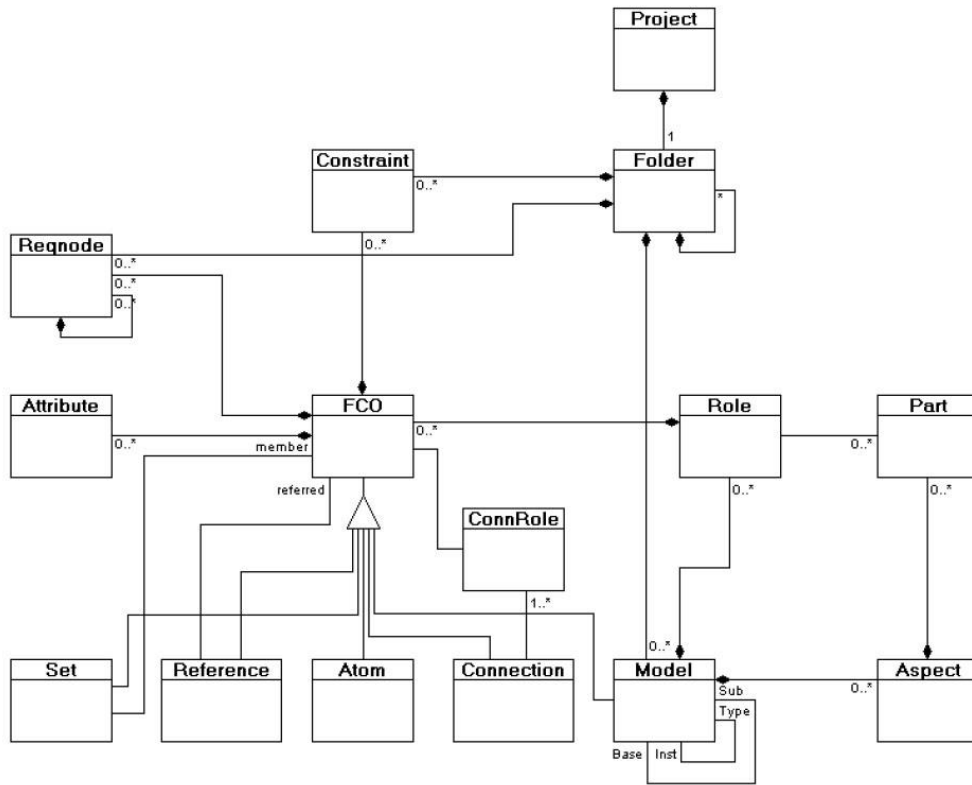 Project
1
Constraint
Folder
0..*
*
Reqnode
0..*
0..*
0..*
0..*
Attribute
FCO
Role
Part
0..*
member
0..*
0..*
referred
0..*
0..*
ConnRole
1..*
0..*
Set
Reference
Atom
Connection
Model
Aspect
Sub
0..*
Type
Base
Inst